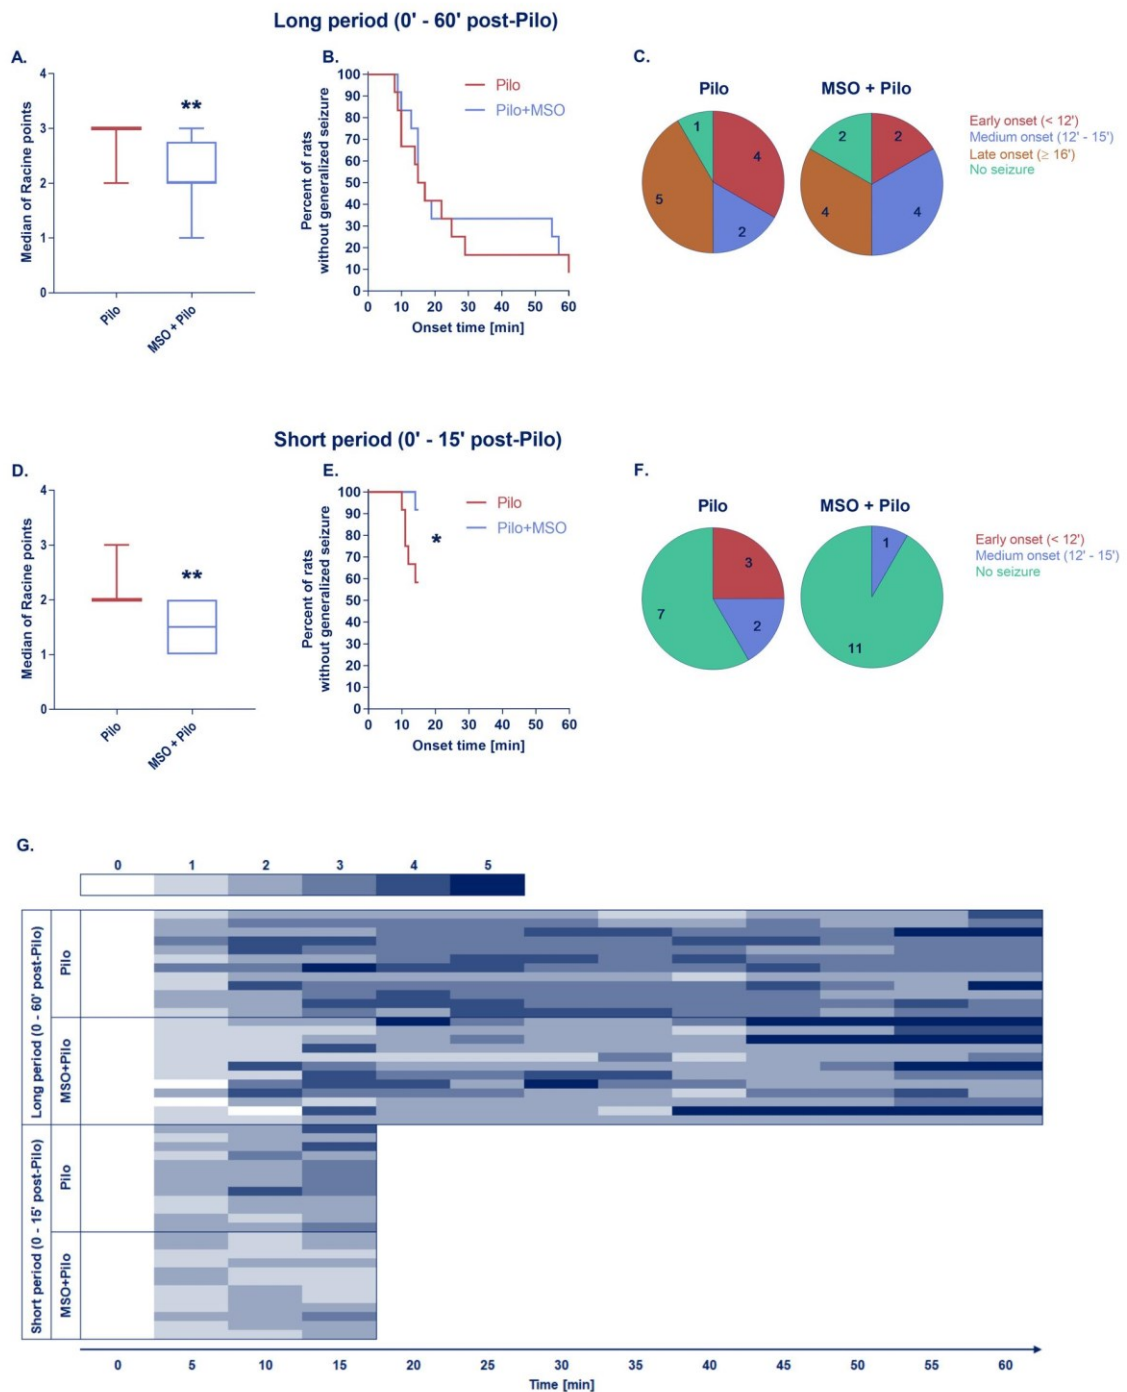 Long period (0' - 60' post-Pilo)
A.
4
3
2
1
0
Median of Racine points
**
Pilo
MSO + Pilo
B.
100
90
80
70
60
50
40
30
20
10
0
Percent of rats
without generalized seizure
Pilo
Pilo+MSO
0 10 20 30 40 50 60
Onset time [min]
C.
Pilo
1
4
5
2
MSO + Pilo
2
2
4
4
Early onset (< 12')
Medium onset (12' - 15')
Late onset (≥ 16')
No seizure
Short period (0' - 15' post-Pilo)
D.
4
3
2
1
0
Median of Racine points
**
Pilo
MSO + Pilo
E.
100
90
80
70
60
50
40
30
20
10
0
Percent of rats
without generalized seizure
Pilo
Pilo+MSO
*
0 10 20 30 40 50 60
Onset time [min]
F.
Pilo
3
7
2
MSO + Pilo
1
11
Early onset (< 12')
Medium onset (12' - 15')
No seizure
G.
0 1 2 3 4 5
Long period (0 - 60' post-Pilo)
Pilo
MSO+Pilo
Short period (0 - 15' post-Pilo)
Pilo
MSO+Pilo
0 5 10 15 20 25 30 35 40 45 50 55 60
Time [min]